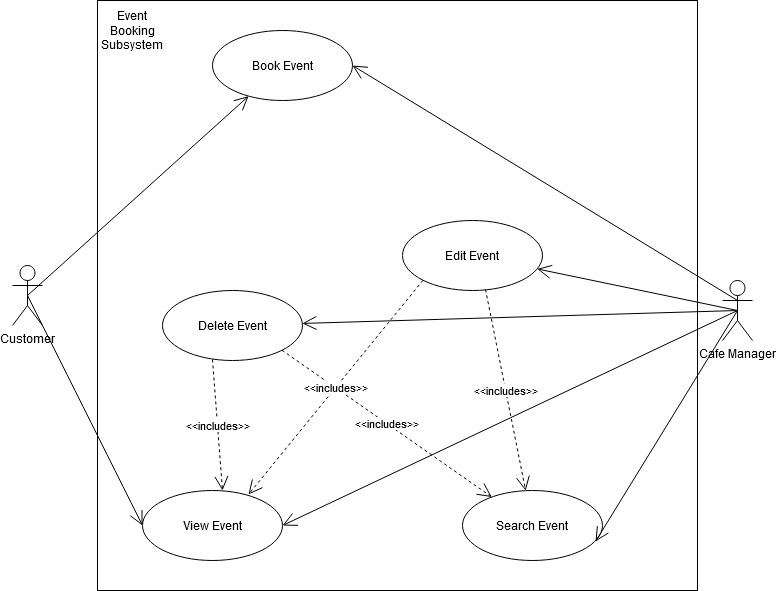 Event
Booking
Subsystem
Book Event
Edit Event
Delete Event
Customer
Cafe Manager
<<includes>>
<<includes>>
<<includes>>
<<includes>>
View Event
Search Event